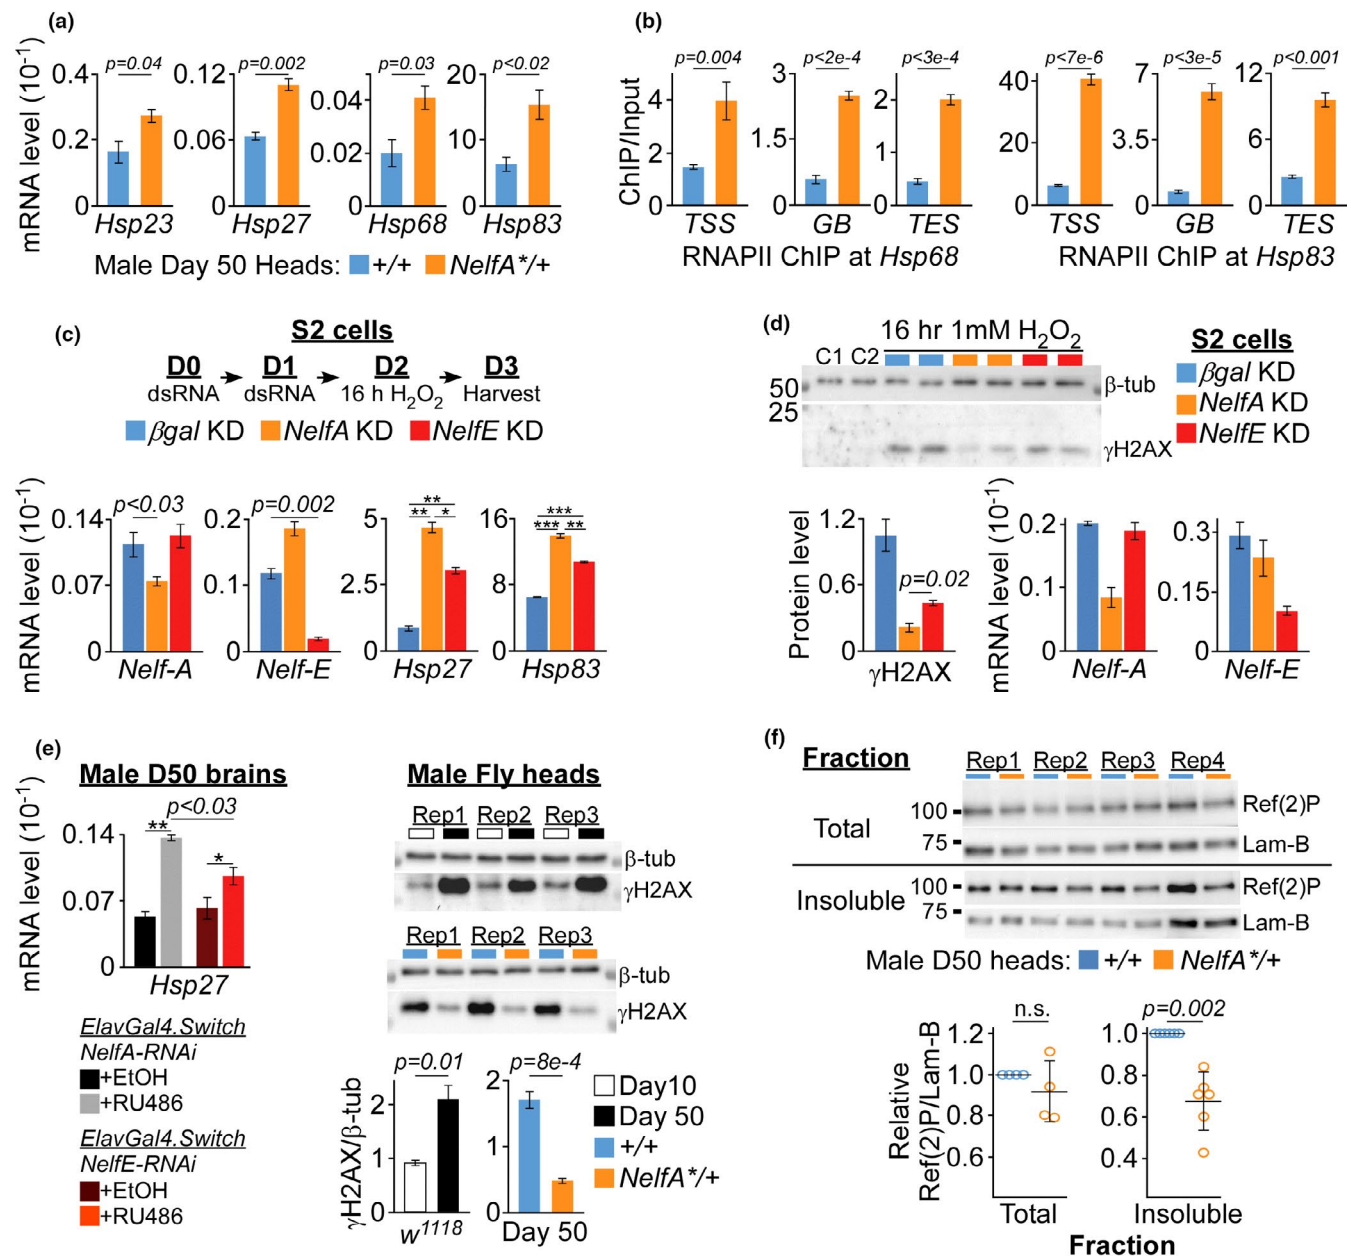 (a)
mRNA level (10⁻¹)
p=0.04 p=0.002 p=0.03 p<0.02
0.4 0.12 0.04 20
0.2 0.06 0.02 10
0 0 0 0
Hsp23 Hsp27 Hsp68 Hsp83
Male Day 50 Heads: +/+ NelfA*/+
(b)
ChIP/Input
p=0.004 p<2e-4 p<3e-4 p<7e-6 p<3e-5 p<0.001
4 3 2 40 7 12
2 1.5 1 20 3.5 6
0 0 0 0 0 0
TSS GB TES TSS GB TES
RNAPII ChIP at Hsp68 RNAPII ChIP at Hsp83
(c)
S2 cells
D0 D1 D2 D3
dsRNA dsRNA 16 h H₂O₂ Harvest
βgal KD NelfA KD NelfE KD
mRNA level (10⁻¹)
p<0.03 p=0.002 ** ***
** * *** **
0.14 0.2 5 16
0.07 0.1 2.5 8
0 0 0 0
Nelf-A Nelf-E Hsp27 Hsp83
(d)
16 hr 1mM H₂O₂
C1 C2
50 β-tub
25
γH2AX
S2 cells
βgal KD
NelfA KD
NelfE KD
Protein level
1.2
0.6
0
p=0.02
γH2AX
mRNA level (10⁻¹)
0.2 0.3
0.1 0.15
0 0
Nelf-A Nelf-E
(e)
Male D50 brains
mRNA level (10⁻¹)
p<0.03
** *
0.14
0.07
0
Hsp27
ElavGal4.Switch
NelfA-RNAi
+EtOH
+RU486
ElavGal4.Switch
NelfE-RNAi
+EtOH
+RU486
Male Fly heads
Rep1 Rep2 Rep3
β-tub
γH2AX
Rep1 Rep2 Rep3
β-tub
γH2AX
γH2AX/β-tub
p=0.01 p=8e-4
2 2
1 1
0 0
w¹¹¹⁸ Day 50
Day10
Day 50
+/+
NelfA*/+
(f)
Fraction
Rep1 Rep2 Rep3 Rep4
Total
100 Ref(2)P
75 Lam-B
Insoluble
100 Ref(2)P
75 Lam-B
Male D50 heads: +/+ NelfA*/+
Relative
Ref(2)P/Lam-B
n.s. p=0.002
1.2 1.0
1.0 0.8
0.8 0.6
0.6 0.4
Total Insoluble
Fraction